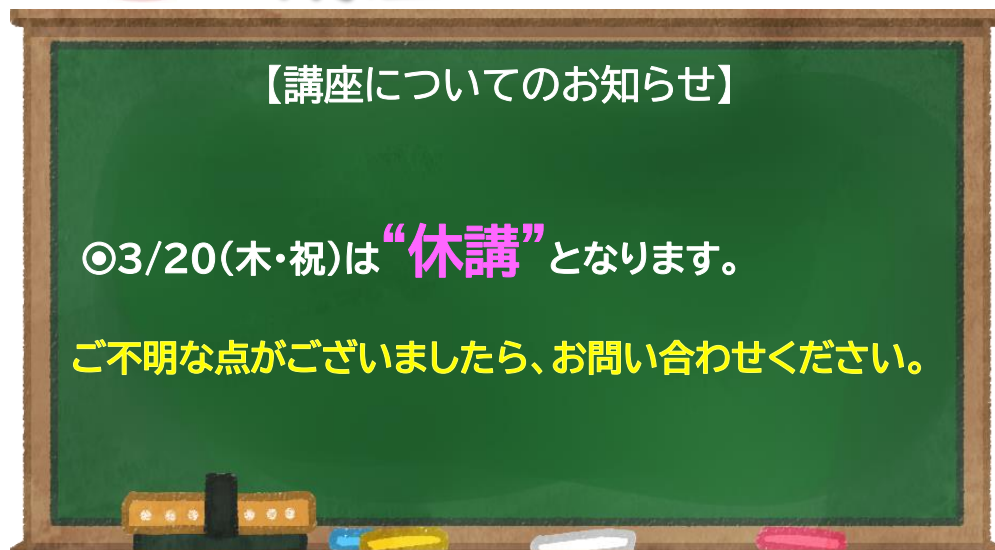 【講座についてのお知らせ】
◉3/20(木・祝)は“休講”となります。
ご不明な点がございましたら、お問い合わせください。